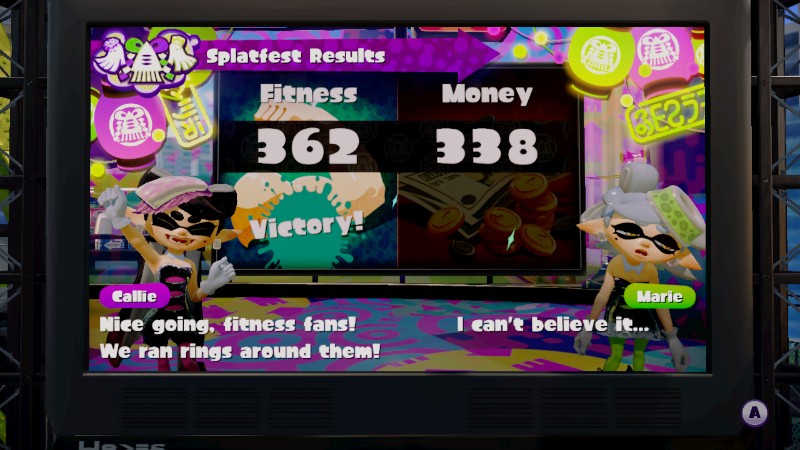 Splatfest Results
Fitness Money
362 338
Victory!
Callie Marie
Nice going, fitness fans! I can't believe it...
We ran rings around them!
A